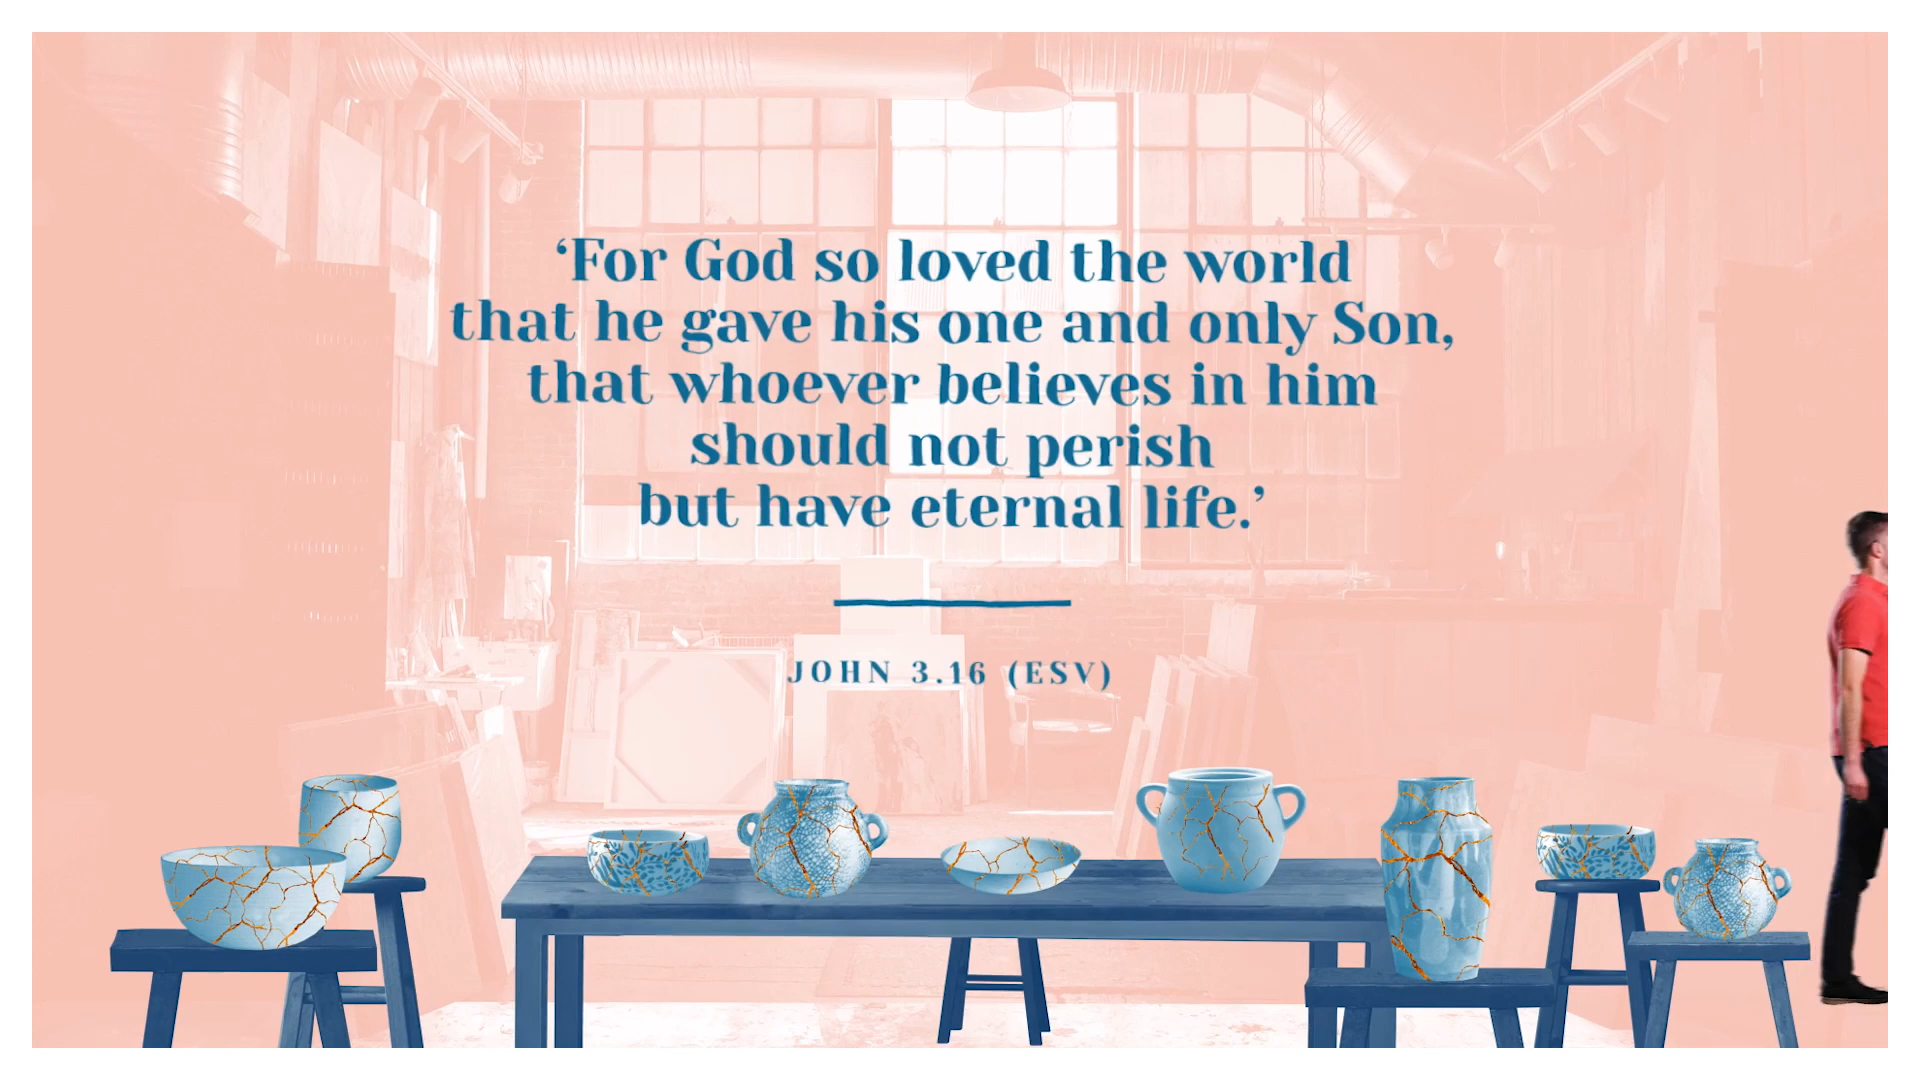 ‘For God so loved the world
that he gave his one and only Son,
that whoever believes in him
should not perish
but have eternal life.’
JOHN 3.16 (ESV)